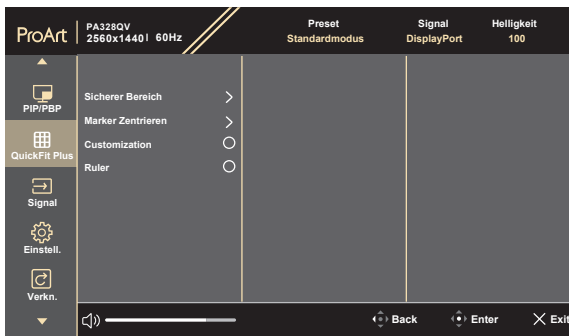 ProArt
PA328QV
2560x1440 60Hz
Preset
Standardmodus
Signal
DisplayPort
Helligkeit
100
PIP/PBP
QuickFit Plus
Signal
Einstell.
Verkn.
Sicherer Bereich
Marker Zentrieren
Customization
Ruler
Back
Enter
Exit